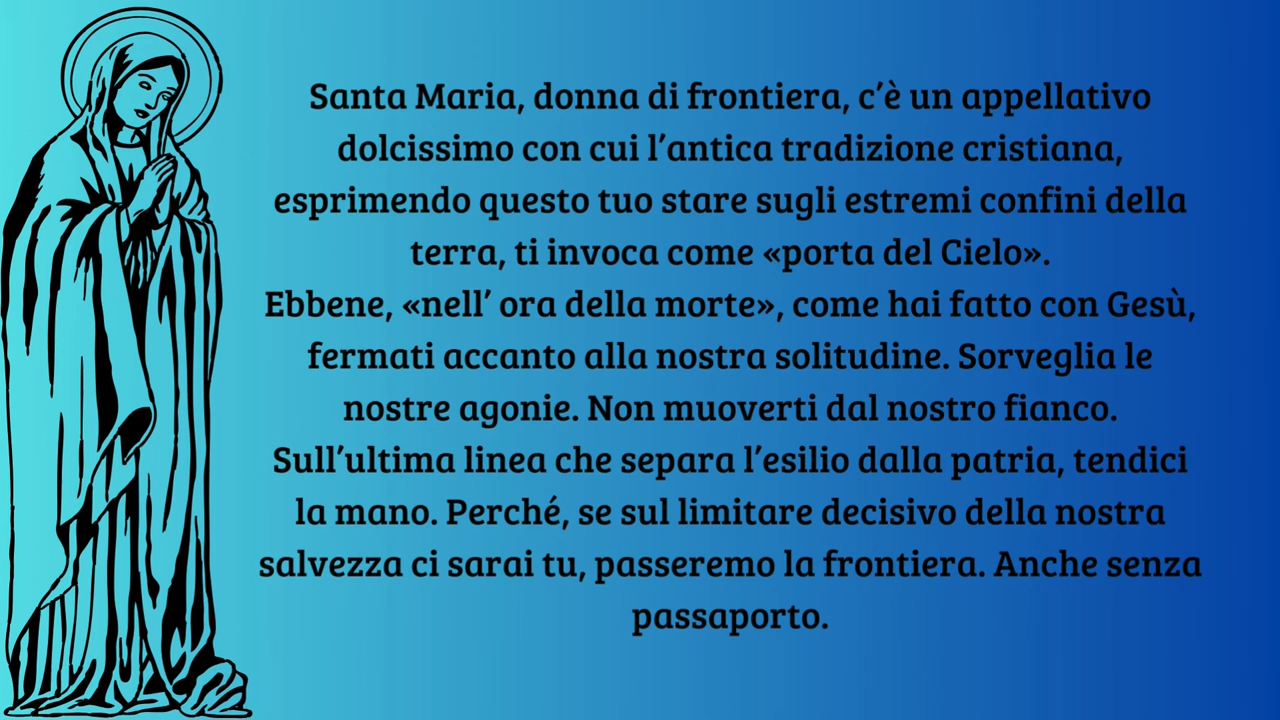 Santa Maria, donna di frontiera, c’è un appellativo
dolcissimo con cui l’antica tradizione cristiana,
esprimendo questo tuo stare sugli estremi confini della
terra, ti invoca come «porta del Cielo».
Ebbene, «nell’ ora della morte», come hai fatto con Gesù,
fermati accanto alla nostra solitudine. Sorveglia le
nostre agonie. Non muoverti dal nostro fianco.
Sull’ultima linea che separa l’esilio dalla patria, tendici
la mano. Perché, se sul limitare decisivo della nostra
salvezza ci sarai tu, passeremo la frontiera. Anche senza
passaporto.